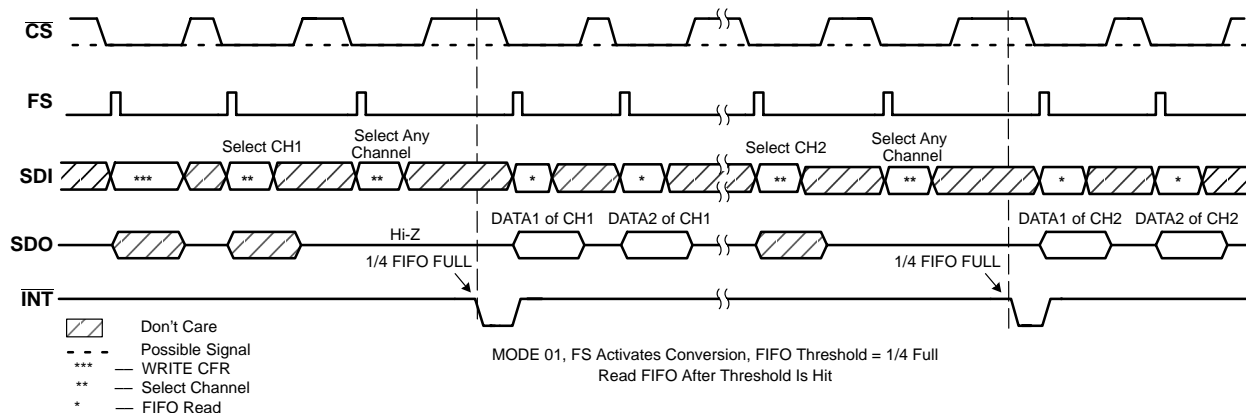 CS
FS
Select CH1
Select Any
Channel
Select CH2
Select Any
Channel
SDI
***
**
**
*
*
**
**
*
*
DATA1 of CH1
DATA2 of CH1
DATA1 of CH2
DATA2 of CH2
SDO
Hi-Z
1/4 FIFO FULL
1/4 FIFO FULL
INT
Don't Care
Possible Signal
*** — WRITE CFR
** — Select Channel
* — FIFO Read
MODE 01, FS Activates Conversion, FIFO Threshold = 1/4 Full
Read FIFO After Threshold Is Hit